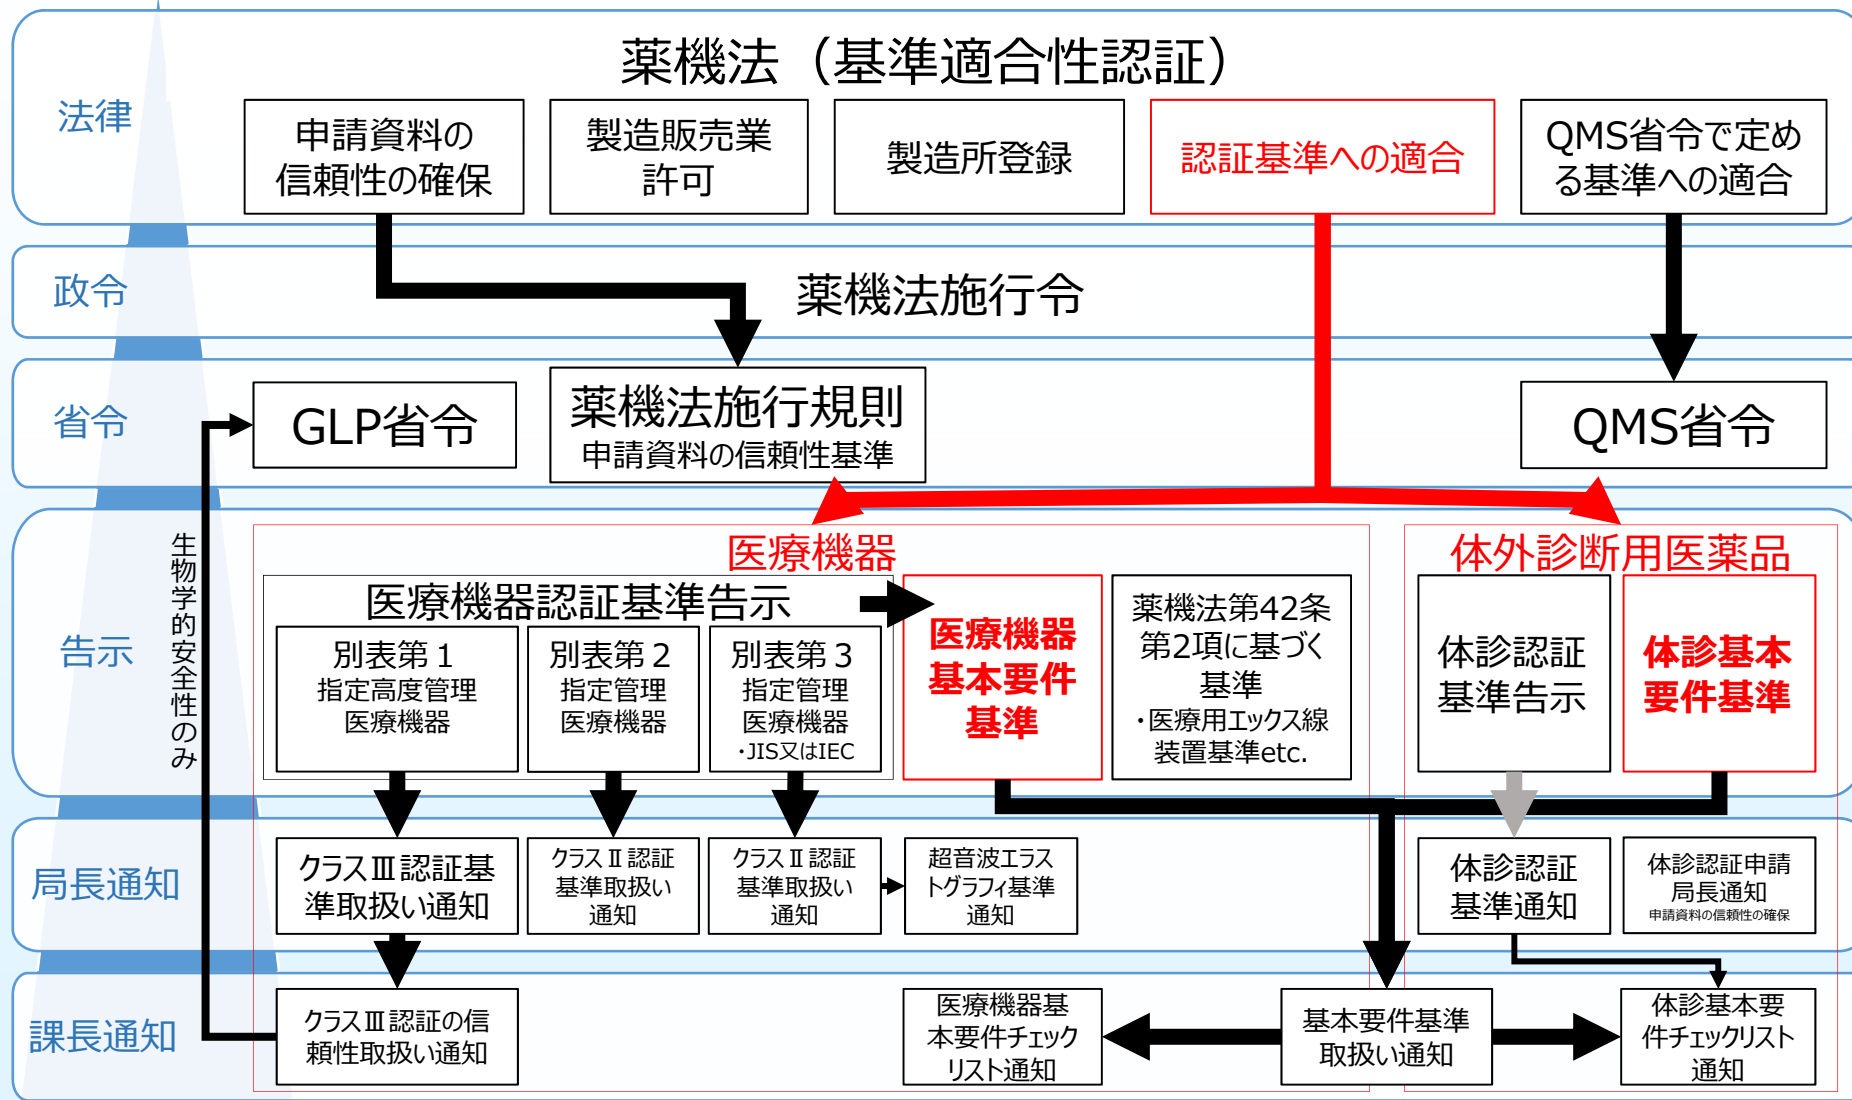 薬機法（基準適合性認証）
法律
申請資料の
信頼性の確保
製造販売業
許可
製造所登録
認証基準への適合
QMS省令で定め
る基準への適合
政令
薬機法施行令
省令
GLP省令
薬機法施行規則
申請資料の信頼性基準
QMS省令
告示
生物学的安全性のみ
医療機器
医療機器認証基準告示
別表第１
指定高度管理
医療機器
別表第２
指定管理
医療機器
別表第３
指定管理
医療機器
・JIS又はIEC
医療機器
基本要件
基準
薬機法第42条
第2項に基づく
基準
・医療用エックス線
装置基準etc.
体外診断用医薬品
体診認証
基準告示
体診基本
要件基準
局長通知
クラスⅢ認証基
準取扱い通知
クラスⅡ認証
基準取扱い
通知
クラスⅡ認証
基準取扱い
通知
超音波エラス
トグラフィ基準
通知
体診認証
基準通知
体診認証申請
局長通知
申請資料の信頼性の確保
課長通知
クラスⅢ認証の信
頼性取扱い通知
医療機器基
本要件チェック
リスト通知
基本要件基準
取扱い通知
体診基本要
件チェックリスト
通知